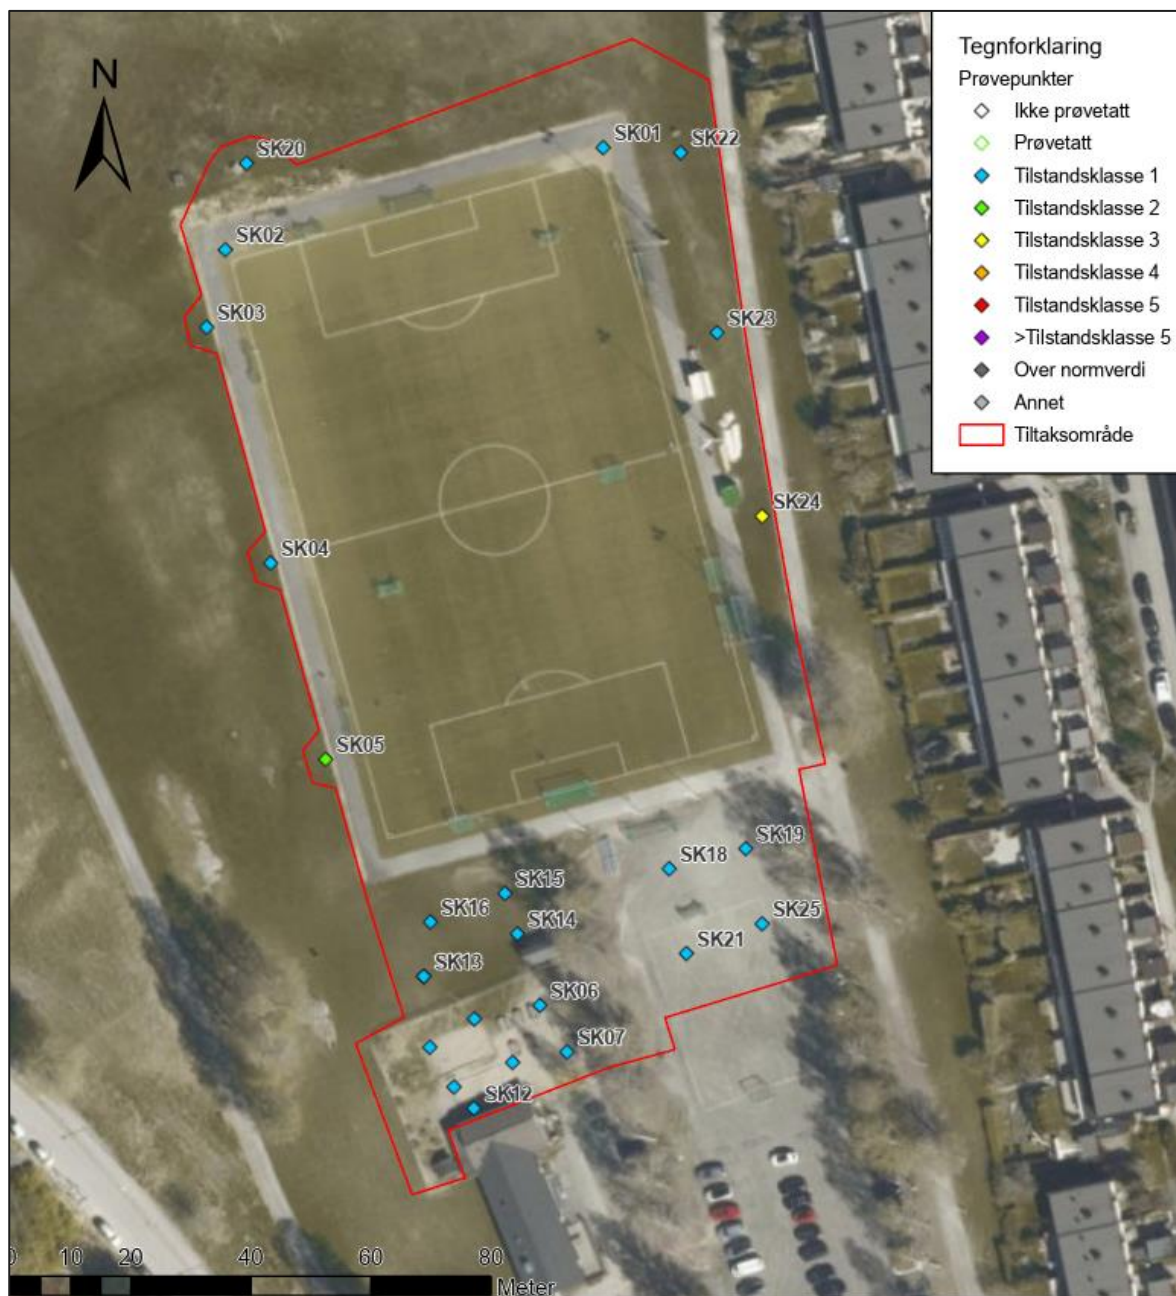 N
Tegnforklaring
Prøvepunkter
Ikke prøvetatt
Prøvetatt
Tilstandsklasse 1
Tilstandsklasse 2
Tilstandsklasse 3
Tilstandsklasse 4
Tilstandsklasse 5
>Tilstandsklasse 5
Over normverdi
Annet
Tiltaksområde
SK01
SK22
SK20
SK02
SK03
SK23
SK24
SK04
SK05
SK19
SK18
SK15
SK16
SK14
SK25
SK21
SK13
SK06
SK07
SK12
0 10 20 40 60 80
Meter